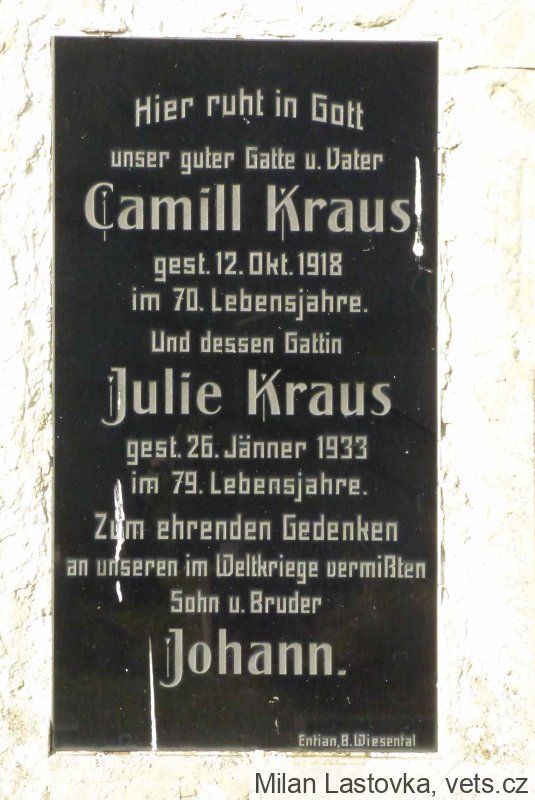 Hier ruht in Gott
unser guter Gatte u. Vater
Camill Kraus
gest. 12. Okt. 1918
im 70. Lebensjahre.
Und dessen Gattin
Julie Kraus
gest. 26. Jänner 1933
im 79. Lebensjahre.
Zum ehrenden Gedenken
an unseren im Weltkriege vermißten
Sohn u. Bruder
Johann.
Entian, B. Wiesental
Milan Lastovka, vets.cz